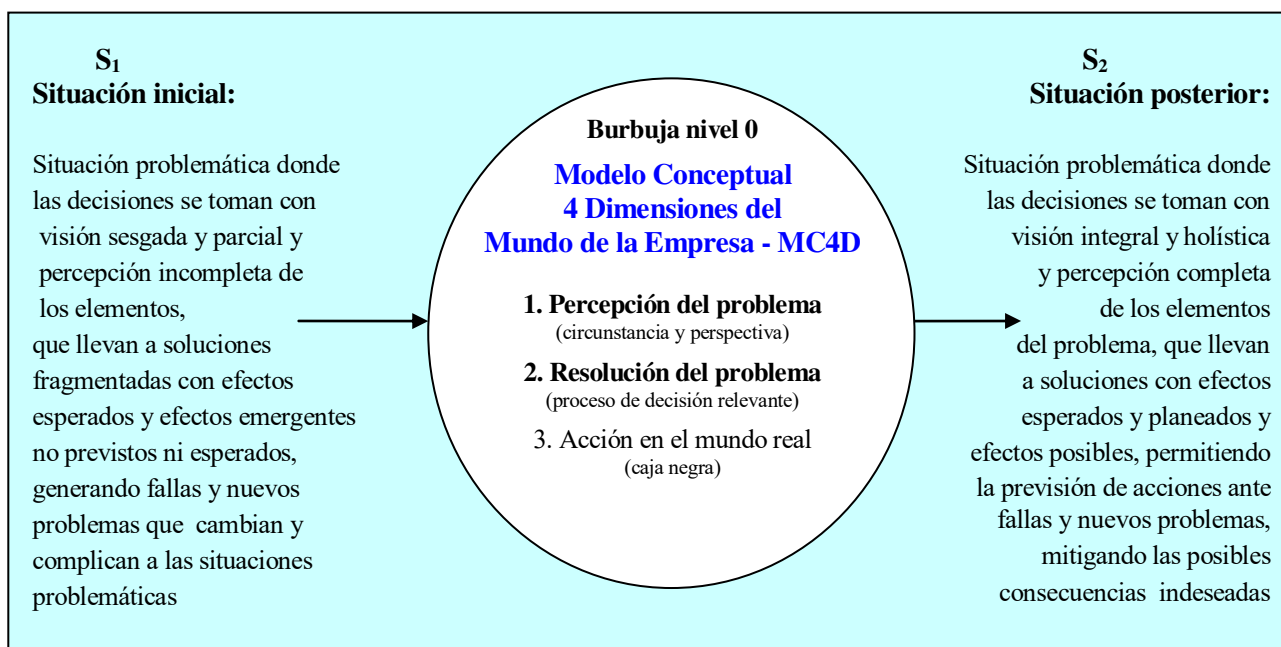 S1
Situación inicial:
Situación problemática donde
las decisiones se toman con
visión sesgada y parcial y
percepción incompleta de
los elementos,
que llevan a soluciones
fragmentadas con efectos
esperados y efectos emergentes
no previstos ni esperados,
generando fallas y nuevos
problemas que cambian y
complican a las situaciones
problemáticas
Burbuja nivel 0
Modelo Conceptual
4 Dimensiones del
Mundo de la Empresa - MC4D
1. Percepción del problema
(circunstancia y perspectiva)
2. Resolución del problema
(proceso de decisión relevante)
3. Acción en el mundo real
(caja negra)
S2
Situación posterior:
Situación problemática donde
las decisiones se toman con
visión integral y holística
y percepción completa
de los elementos
del problema, que llevan
a soluciones con efectos
esperados y planeados y
efectos posibles, permitiendo
la previsión de acciones ante
fallas y nuevos problemas,
mitigando las posibles
consecuencias indeseadas